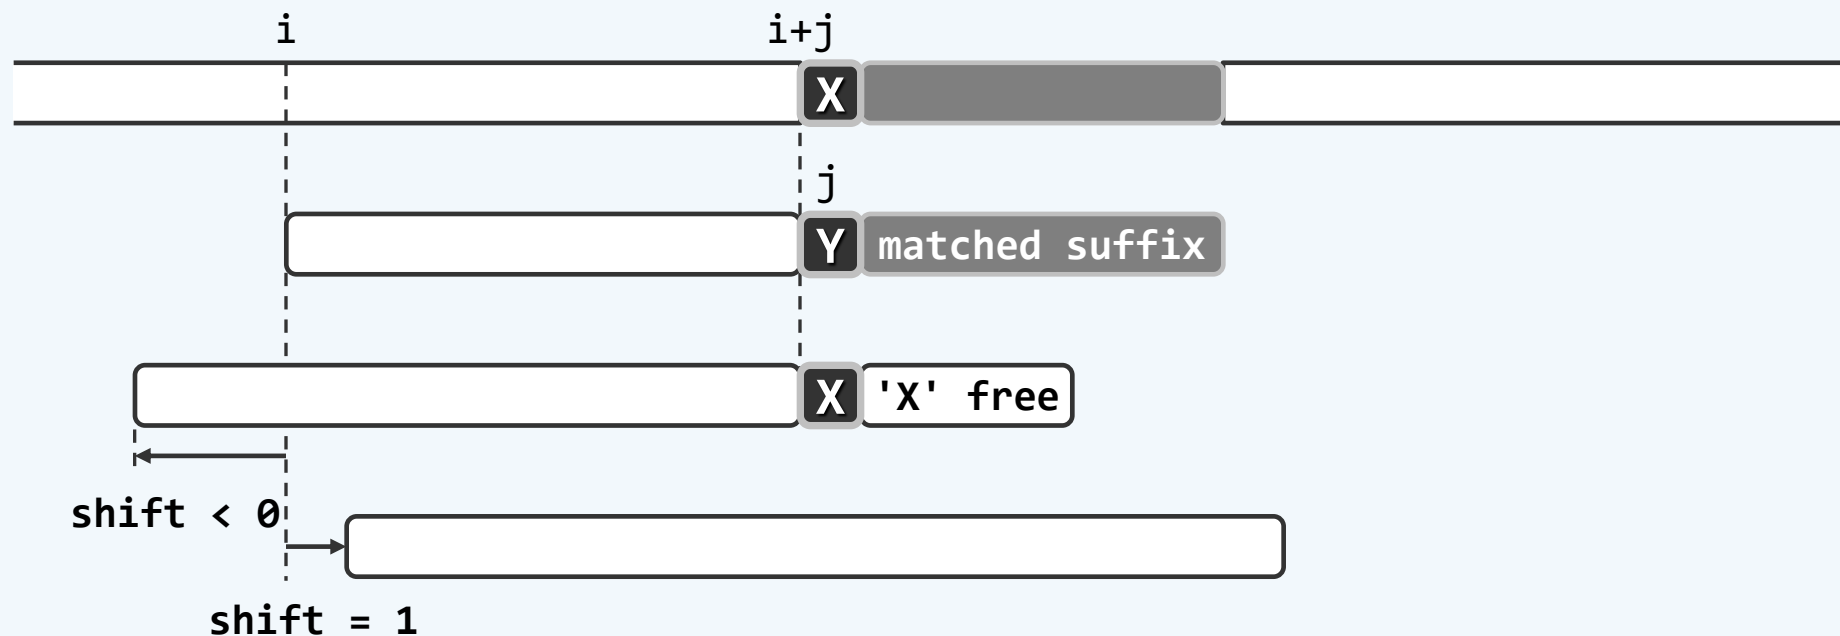 i i+j
X
j
Y matched suffix
X 'X' free
shift < 0
shift = 1